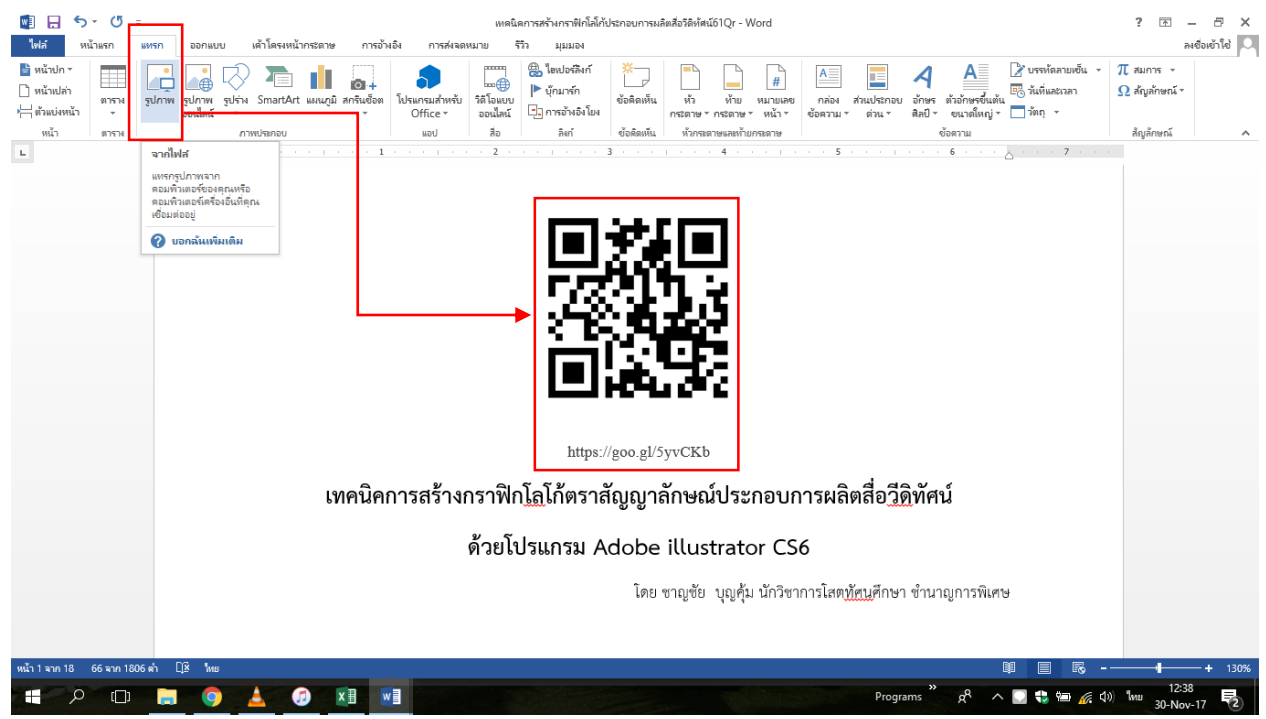 เทคนิคการสร้างกราฟิกโลโก้ประกอบการผลิตสื่อวิดิทัศน์61Qr - Word
ไฟล์ หน้าแรก แทรก ออกแบบ เค้าโครงหน้ากระดาษ การอ้างอิง การส่งจดหมาย รีวิว มุมมอง ลงชื่อเข้าใช้
หน้าปก
หน้าเปล่า
ตัวแบ่งหน้า
ตาราง
รูปภาพ
รูปภาพ
ออนไลน์
รูปร่าง
SmartArt
แผนภูมิ
สกรีนช็อต
โปรแกรมสำหรับ
Office
วิดีโอแบบ
ออนไลน์
ไฮเปอร์ลิงก์
บุ๊กมาร์ก
การอ้างอิงโยง
ข้อคิดเห็น
หัว
กระดาษ
ท้าย
กระดาษ
หมายเลข
หน้า
กล่อง
ข้อความ
ส่วนประกอบ
ด่วน
อักษร
ศิลป์
ตัวอักษรขึ้นต้น
ขนาดใหญ่
บรรทัดลายเซ็น
วันที่และเวลา
วัตถุ
สมการ
สัญลักษณ์
หน้า ตาราง ภาพประกอบ แอป สื่อ ลิงก์ ข้อคิดเห็น หัวกระดาษและท้ายกระดาษ ข้อความ สัญลักษณ์
1 2 3 4 5 6 7
จากไฟล์
แทรกรูปภาพจาก
คอมพิวเตอร์ของคุณหรือ
คอมพิวเตอร์เครื่องอื่นที่คุณ
เชื่อมต่ออยู่
บอกฉันเพิ่มเติม
https://goo.gl/5yvCKb
เทคนิคการสร้างกราฟิกโลโก้ตราสัญญาลักษณ์ประกอบการผลิตสื่อวีดิทัศน์
ด้วยโปรแกรม Adobe illustrator CS6
โดย ชาญชัย บุญคุ้ม นักวิชาการโสตทัศนศึกษา ชำนาญการพิเศษ
หน้า 1 จาก 18 66 จาก 1806 คำ ไทย 130%
Programs ไทย 12:38
30-Nov-17
2